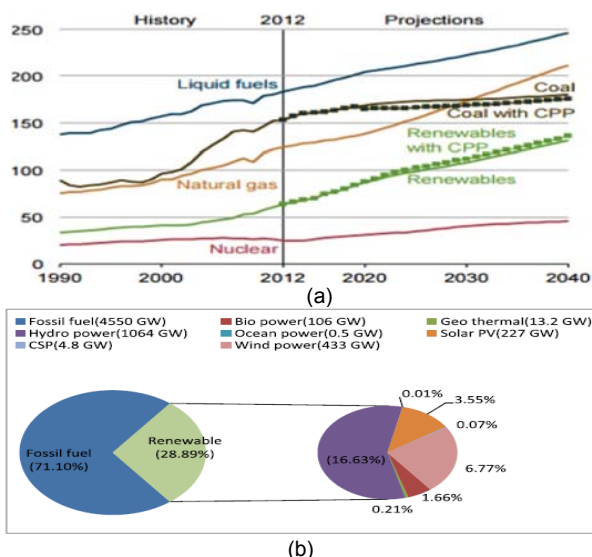 History 2012 Projections
250
200
150
100
50
0
Liquid fuels
Coal
Coal with CPP
Renewables
with CPP
Natural gas
Renewables
Nuclear
1990 2000 2012 2020 2030 2040
(a)
Fossil fuel(4550 GW) Bio power(106 GW) Geo thermal(13.2 GW)
Hydro power(1064 GW) Ocean power(0.5 GW) Solar PV(227 GW)
CSP(4.8 GW) Wind power(433 GW)
Fossil fuel
(71.10%)
Renewable
(28.89%)
(16.63%)
0.01%
3.55%
0.07%
6.77%
1.66%
0.21%
(b)